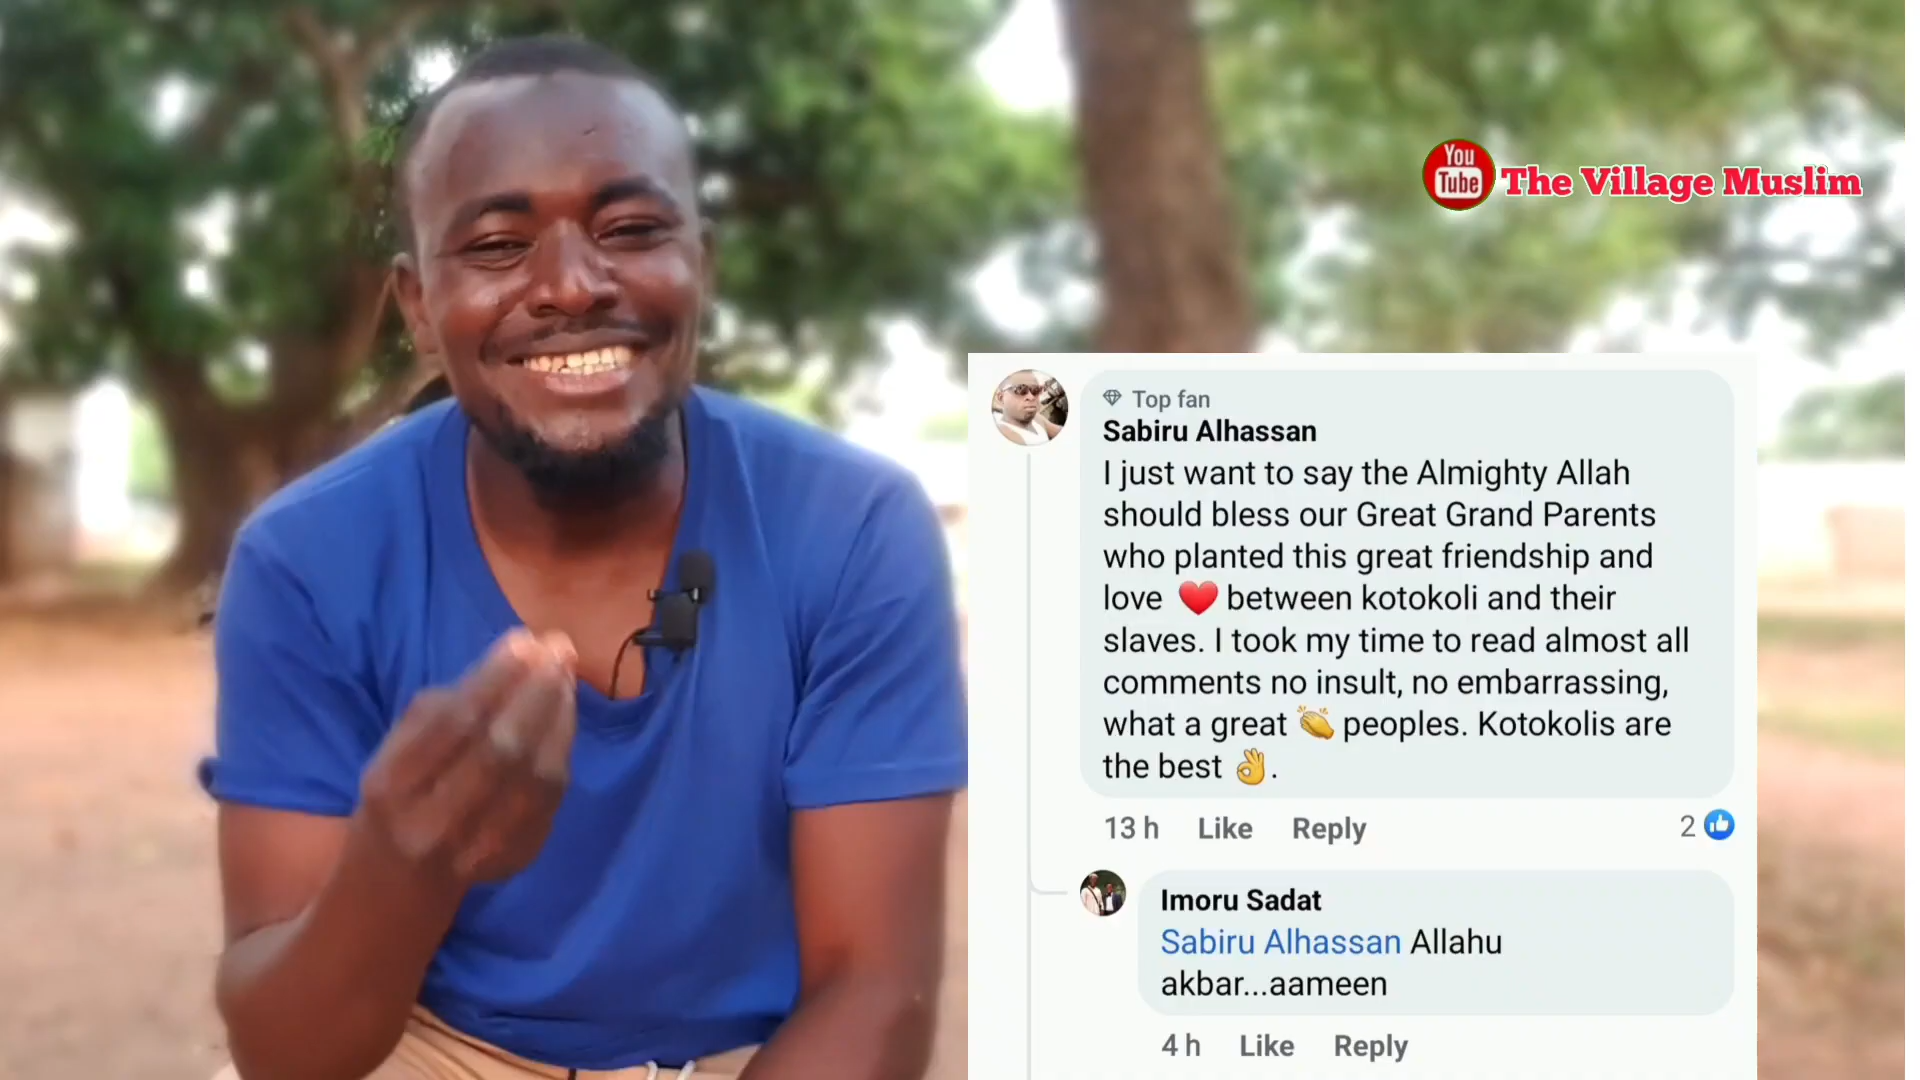 You
Tube
The Village Muslim
Top fan
Sabiru Alhassan
I just want to say the Almighty Allah
should bless our Great Grand Parents
who planted this great friendship and
love ❤️ between kotokoli and their
slaves. I took my time to read almost all
comments no insult, no embarrassing,
what a great 👏 peoples. Kotokolis are
the best 👌.
13 h Like Reply 2
Imoru Sadat
Sabiru Alhassan Allahu
akbar...aameen
4 h Like Reply